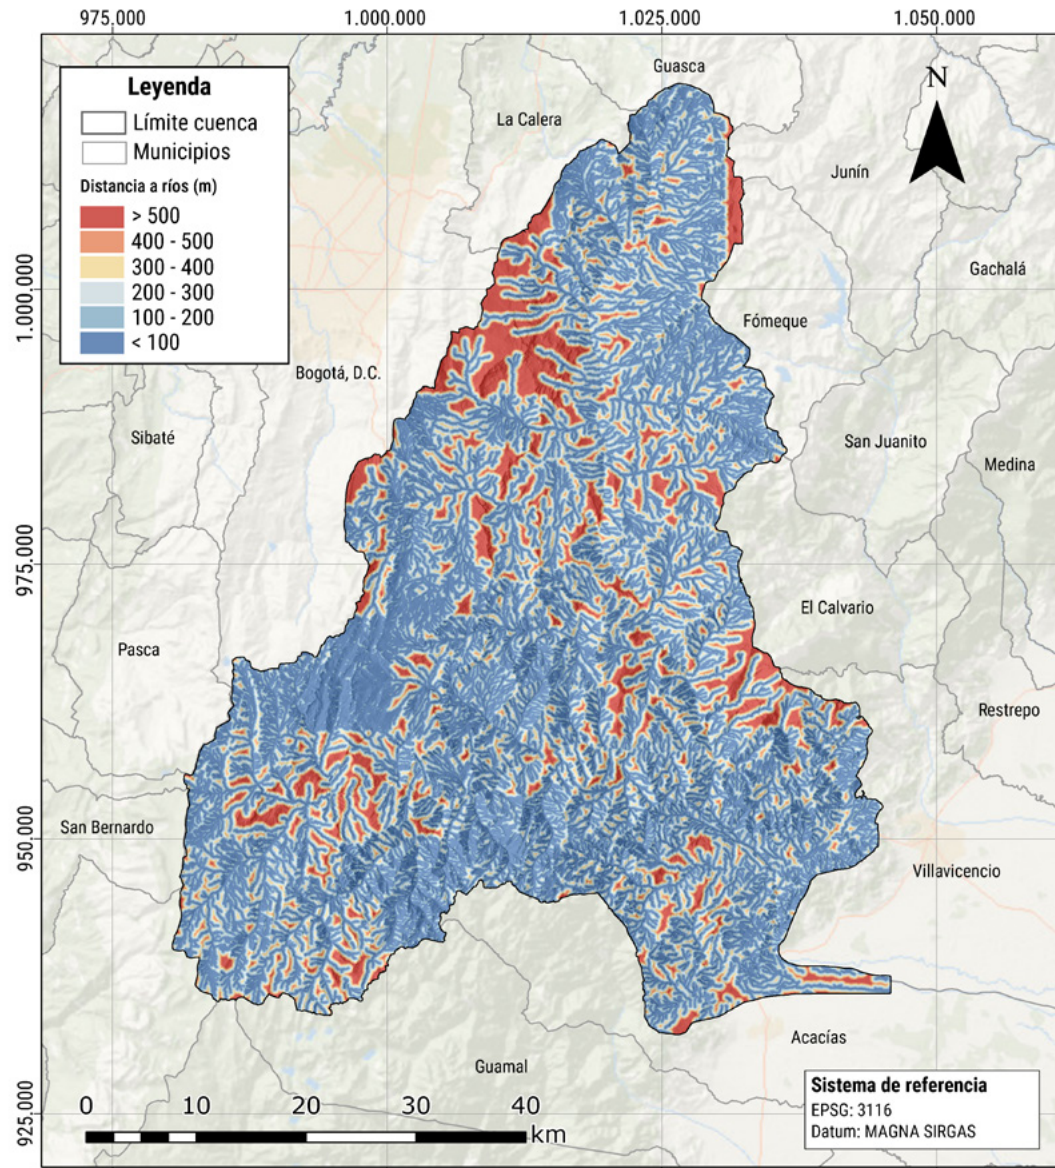 975.000
1.000.000
1.025.000
1.050.000
Leyenda
Límite cuenca
Municipios
Distancia a ríos (m)
> 500
400 - 500
300 - 400
200 - 300
100 - 200
< 100
N
Guasca
La Calera
Junín
Gachalá
1.000.000
Fómeque
Bogotá, D.C.
Sibaté
San Juanito
Medina
975.000
El Calvario
Pasca
Restrepo
San Bernardo
950.000
Villavicencio
Acacías
Guamal
925.000
0 10 20 30 40
km
Sistema de referencia
EPSG: 3116
Datum: MAGNA SIRGAS